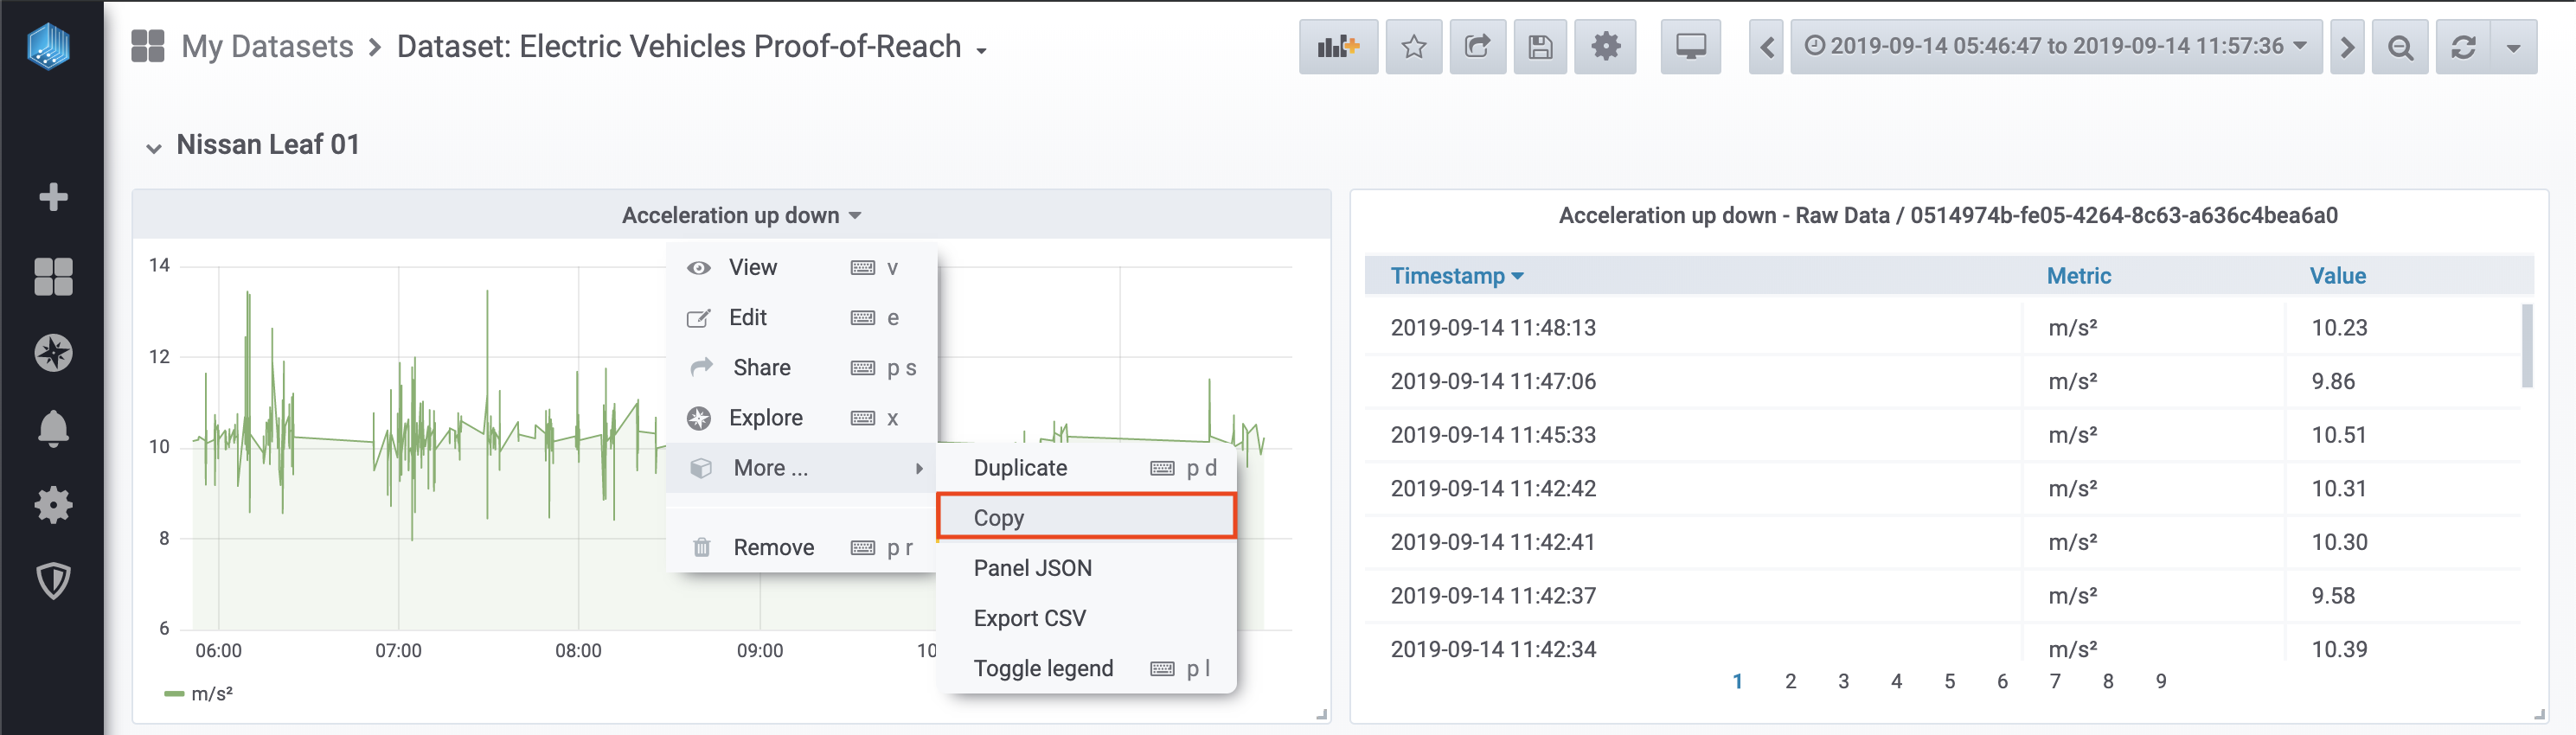 My Datasets > Dataset: Electric Vehicles Proof-of-Reach
2019-09-14 05:46:47 to 2019-09-14 11:57:36
Nissan Leaf 01
Acceleration up down
14
12
10
8
6
06:00 07:00 08:00 09:00 10
m/s²
View v
Edit e
Share p s
Explore x
More ...
Remove p r
Duplicate p d
Copy
Panel JSON
Export CSV
Toggle legend p l
Acceleration up down - Raw Data / 0514974b-fe05-4264-8c63-a636c4bea6a0
Timestamp Metric Value
2019-09-14 11:48:13 m/s² 10.23
2019-09-14 11:47:06 m/s² 9.86
2019-09-14 11:45:33 m/s² 10.51
2019-09-14 11:42:42 m/s² 10.31
2019-09-14 11:42:41 m/s² 10.30
2019-09-14 11:42:37 m/s² 9.58
2019-09-14 11:42:34 m/s² 10.39
1 2 3 4 5 6 7 8 9